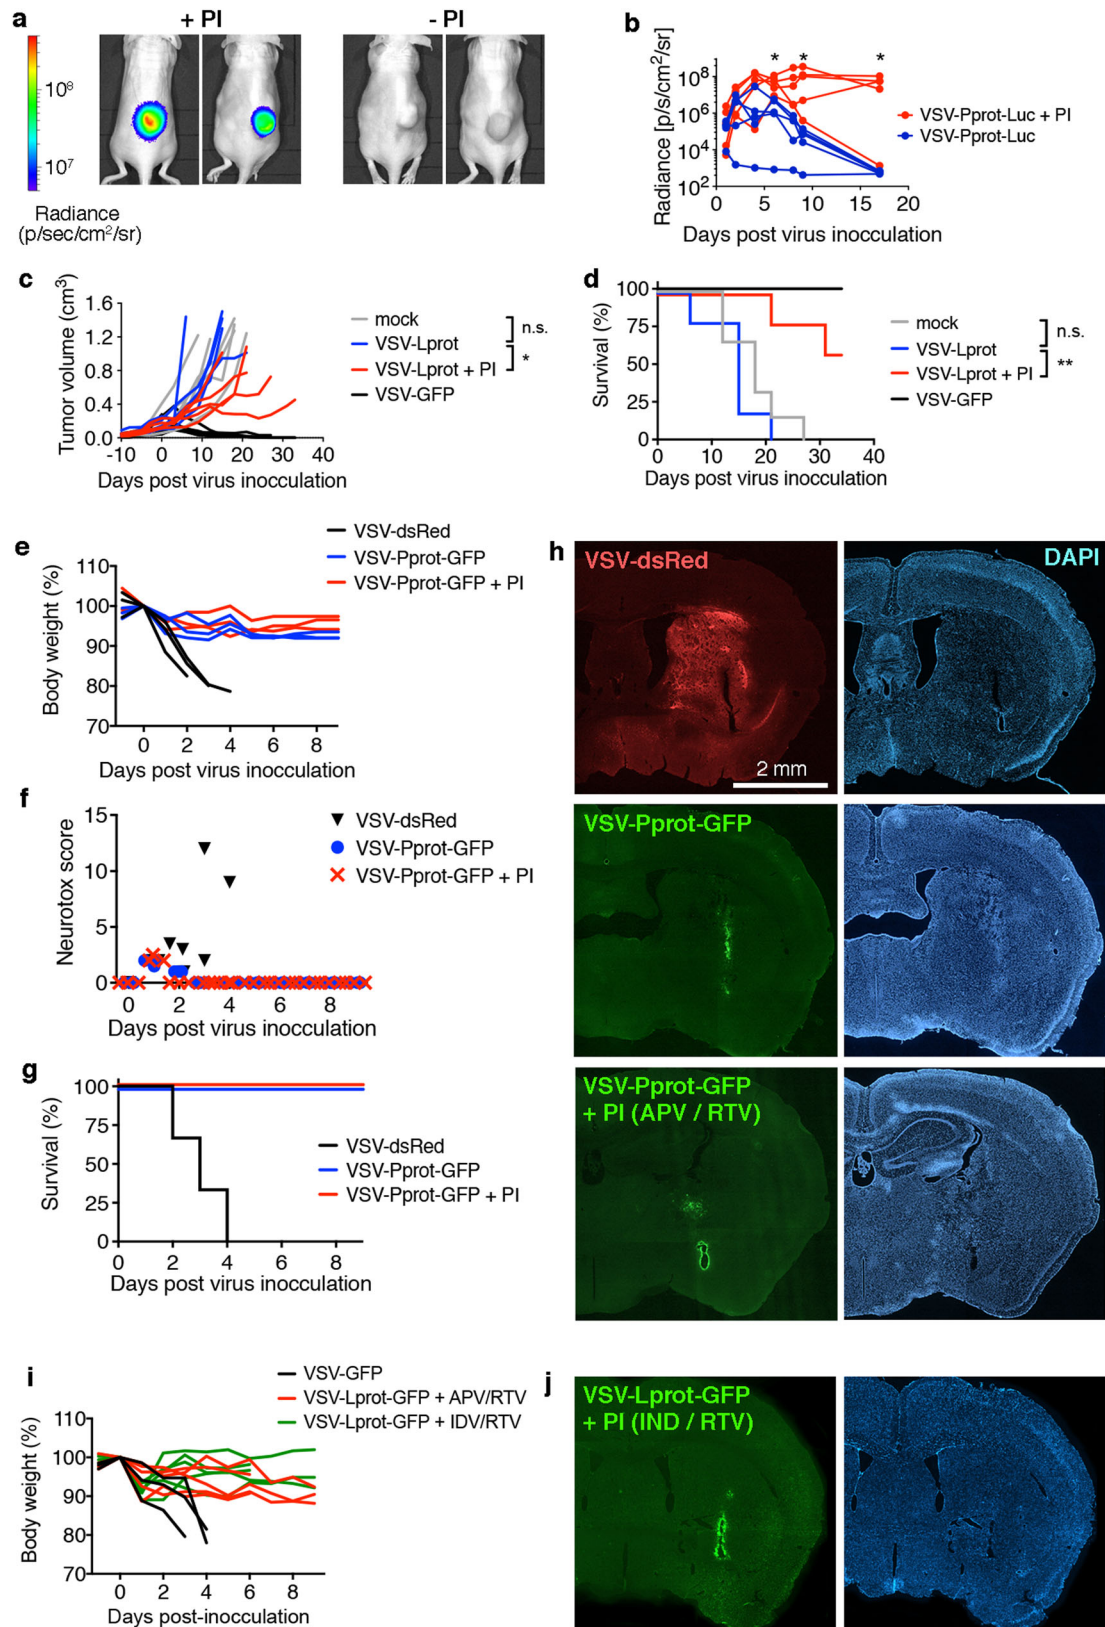 a
+ PI
- PI
10⁸
10⁷
Radiance
(p/sec/cm²/sr)
b
Radiance [p/s/cm²/sr]
10⁸
10⁶
10⁴
10²
* * *
0 5 10 15 20
Days post virus inocculation
VSV-Pprot-Luc + PI
VSV-Pprot-Luc
c
Tumor volume (cm³)
1.6
1.2
0.8
0.4
0.0
-10 0 10 20 30 40
Days post virus inocculation
mock
VSV-Lprot
VSV-Lprot + PI
VSV-GFP
n.s.
*
d
Survival (%)
100
75
50
25
0
0 10 20 30 40
Days post virus inocculation
mock
VSV-Lprot
VSV-Lprot + PI
VSV-GFP
n.s.
**
e
VSV-dsRed
VSV-Pprot-GFP
VSV-Pprot-GFP + PI
Body weight (%)
110
100
90
80
70
0 2 4 6 8
Days post virus inocculation
f
Neurotox score
15
10
5
0
0 2 4 6 8
Days post virus inocculation
VSV-dsRed
VSV-Pprot-GFP
VSV-Pprot-GFP + PI
g
Survival (%)
100
75
50
25
0
0 2 4 6 8
Days post virus inocculation
VSV-dsRed
VSV-Pprot-GFP
VSV-Pprot-GFP + PI
h
VSV-dsRed
DAPI
2 mm
VSV-Pprot-GFP
VSV-Pprot-GFP
+ PI (APV / RTV)
i
VSV-GFP
VSV-Lprot-GFP + APV/RTV
VSV-Lprot-GFP + IDV/RTV
Body weight (%)
110
100
90
80
70
0 2 4 6 8
Days post-inocculation
j
VSV-Lprot-GFP
+ PI (IND / RTV)